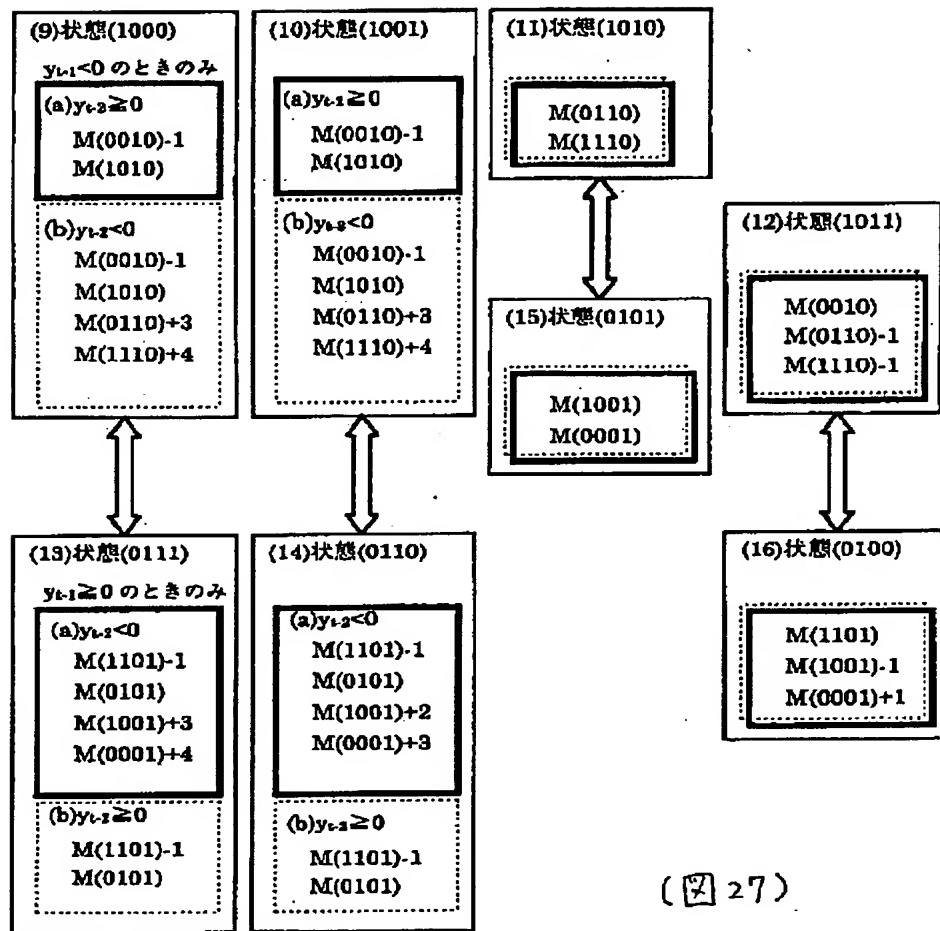 (9)状態(1000)
yt-1<0 のときのみ
(a)yt-2≧0
M(0010)-1
M(1010)
(b)yt-2<0
M(0010)-1
M(1010)
M(0110)+3
M(1110)+4
(10)状態(1001)
(a)yt-2≧0
M(0010)-1
M(1010)
(b)yt-2<0
M(0010)-1
M(1010)
M(0110)+3
M(1110)+4
(11)状態(1010)
M(0110)
M(1110)
(12)状態(1011)
M(0010)
M(0110)-1
M(1110)-1
(15)状態(0101)
M(1001)
M(0001)
(13)状態(0111)
yt-1≧0 のときのみ
(a)yt-2<0
M(1101)-1
M(0101)
M(1001)+3
M(0001)+4
(b)yt-2≧0
M(1101)-1
M(0101)
(14)状態(0110)
(a)yt-2<0
M(1101)-1
M(0101)
M(1001)+2
M(0001)+3
(b)yt-2≧0
M(1101)-1
M(0101)
(16)状態(0100)
M(1101)
M(1001)-1
M(0001)+1
(図27)